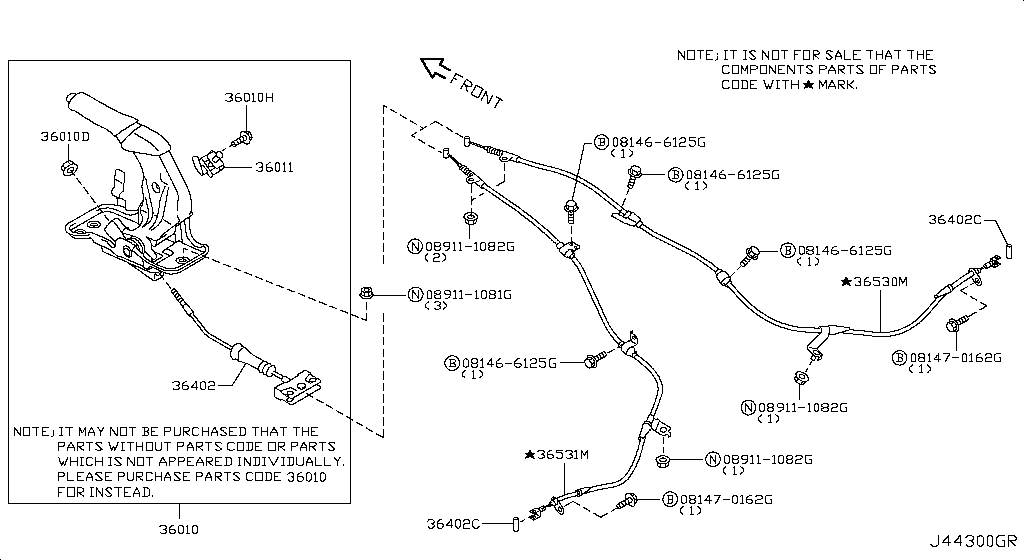 NOTE; IT IS NOT FOR SALE THAT THE
COMPONENTS PARTS OF PARTS
CODE WITH ★ MARK.
FRONT
36010H
36010D
36011
B 08146-6125G
(1)
B 08146-6125G
(1)
36402C
N 08911-1082G
(2)
B 08146-6125G
(1)
★36530M
N 08911-1081G
(3)
B 08146-6125G
(1)
B 08147-0162G
(1)
36402
N 08911-1082G
(1)
NOTE; IT MAY NOT BE PURCHASED THAT THE
PARTS WITHOUT PARTS CODE OR PARTS
WHICH IS NOT APPEARED INDIVIDUALLY.
PLEASE PURCHASE PARTS CODE 36010
FOR INSTEAD.
★36531M
N 08911-1082G
(1)
B 08147-0162G
(1)
36402C
36010
J44300GR